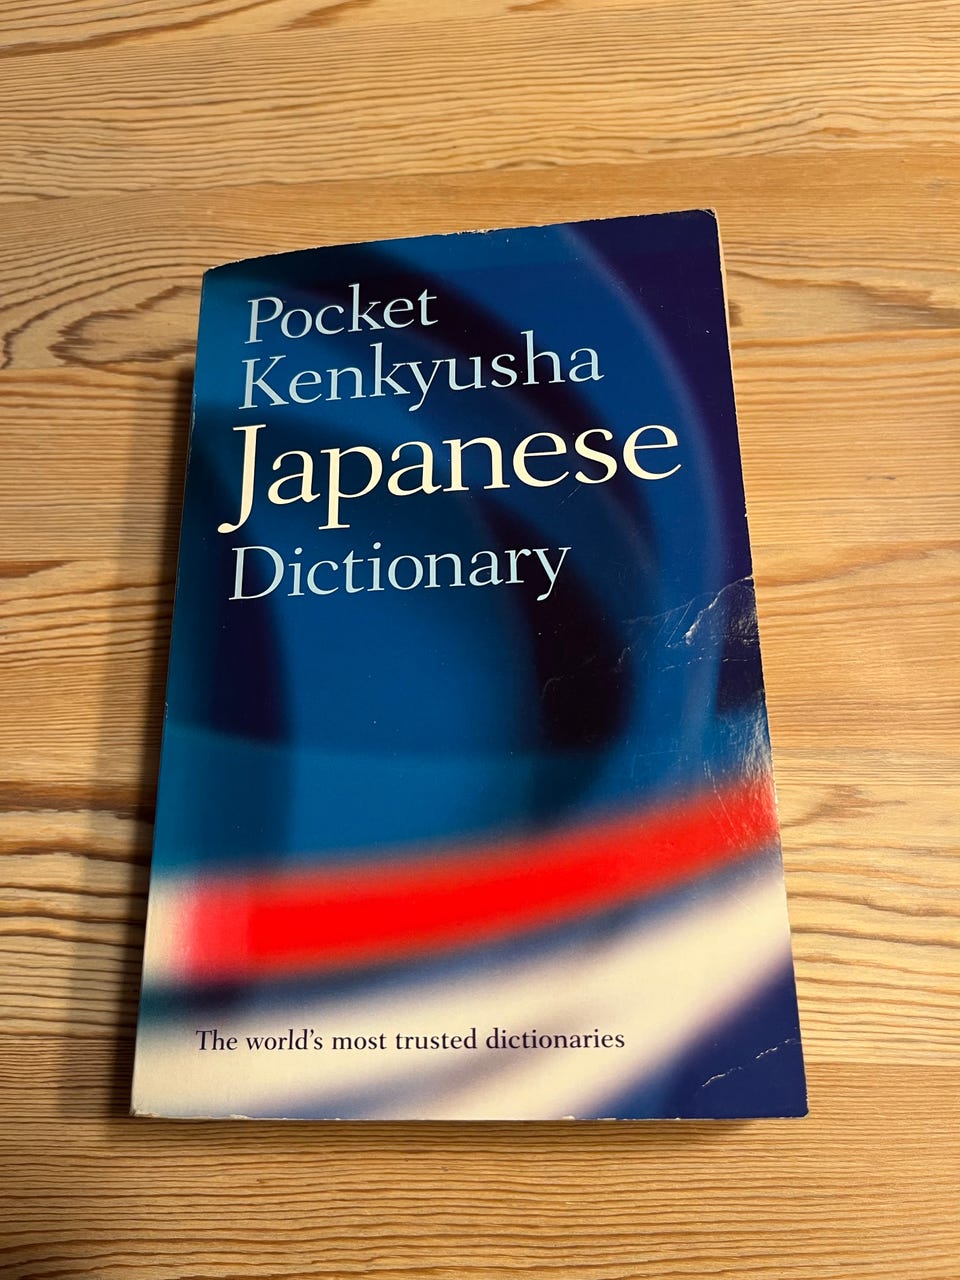 Pocket
Kenkyusha
Japanese
Dictionary
The world's most trusted dictionaries